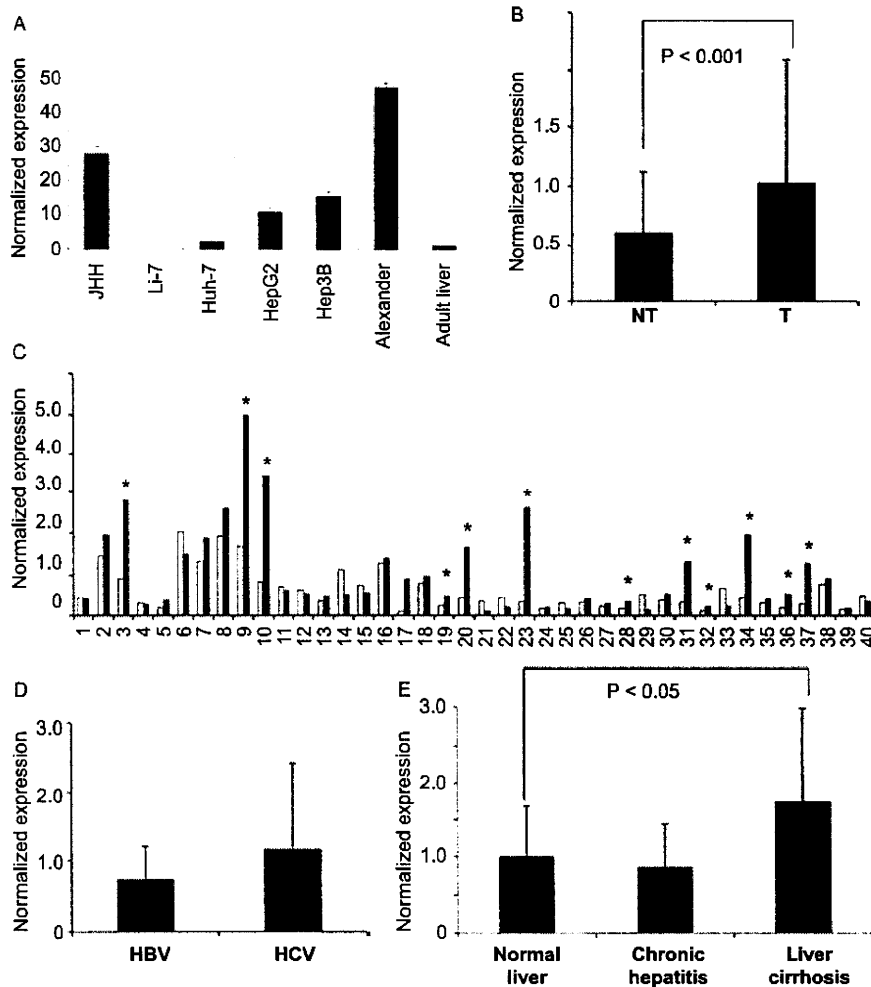 A
Normalized expression
50
40
30
20
10
0
JHH
Li-7
Huh-7
HepG2
Hep3B
Alexander
Adult liver
B
P < 0.001
Normalized expression
1.5
1.0
0.5
0
NT
T
C
Normalized expression
5.0
4.0
3.0
2.0
1.0
0.0
* * * * * * * * * * * *
1 2 3 4 5 6 7 8 9 10 11 12 13 14 15 16 17 18 19 20 21 22 23 24 25 26 27 28 29 30 31 32 33 34 35 36 37 38 39 40
D
Normalized expression
3.0
2.0
1.0
0
HBV
HCV
E
P < 0.05
Normalized expression
3.0
2.0
1.0
0
Normal
liver
Chronic
hepatitis
Liver
cirrhosis